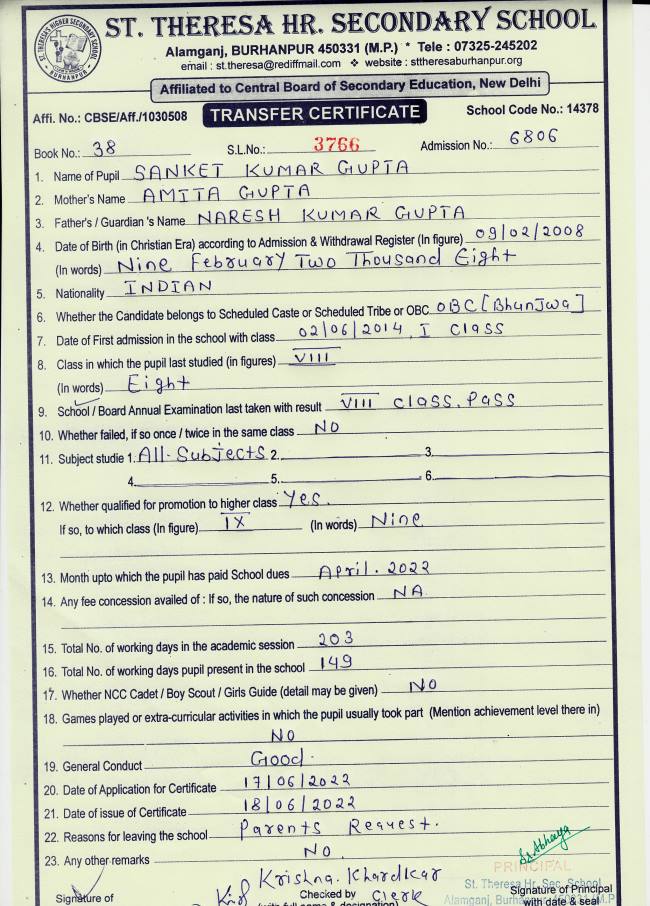 ST. THERESA HR. SECONDARY SCHOOL
Alamganj, BURHANPUR 450331 (M.P.) * Tele : 07325-245202
email : st.theresa@rediffmail.com ❖ website : sttheresaburhanpur.org
Affiliated to Central Board of Secondary Education, New Delhi
Affi. No.: CBSE/Aff./1030508 TRANSFER CERTIFICATE School Code No.: 14378
Book No.: 38 S.L.No.: 3766 Admission No.: 6806
1. Name of Pupil SANKET KUMAR GUPTA
2. Mother's Name AMITA GUPTA
3. Father's / Guardian 's Name NARESH KUMAR GUPTA
4. Date of Birth (in Christian Era) according to Admission & Withdrawal Register (In figure) 09/02/2008
(In words) Nine February Two Thousand Eight
5. Nationality INDIAN
6. Whether the Candidate belongs to Scheduled Caste or Scheduled Tribe or OBC OBC [Bhunjwa]
7. Date of First admission in the school with class 02/06/2014, I Class
8. Class in which the pupil last studied (in figures) VIII
(In words) Eight
9. School / Board Annual Examination last taken with result VIII Class. Pass
10. Whether failed, if so once / twice in the same class NO
11. Subject studie 1. All-Subjects 2. 3.
4. 5. 6.
12. Whether qualified for promotion to higher class Yes.
If so, to which class (In figure) IX (In words) Nine
13. Month upto which the pupil has paid School dues April. 2022
14. Any fee concession availed of : If so, the nature of such concession NA
15. Total No. of working days in the academic session 203
16. Total No. of working days pupil present in the school 149
17. Whether NCC Cadet / Boy Scout / Girls Guide (detail may be given) NO
18. Games played or extra-curricular activities in which the pupil usually took part (Mention achievement level there in)
NO
19. General Conduct Good.
20. Date of Application for Certificate 17/06/2022
21. Date of issue of Certificate 18/06/2022
22. Reasons for leaving the school Parents Request.
23. Any other remarks NO
Sr. Abhaya
PRINCIPAL
Krishna. Khardkar
St. Theresa Hr. Sec. School
Signature of Checked by Clerk Signature of Principal
Alamganj, Burhanpur 450331 (M.P.)
with date & seal